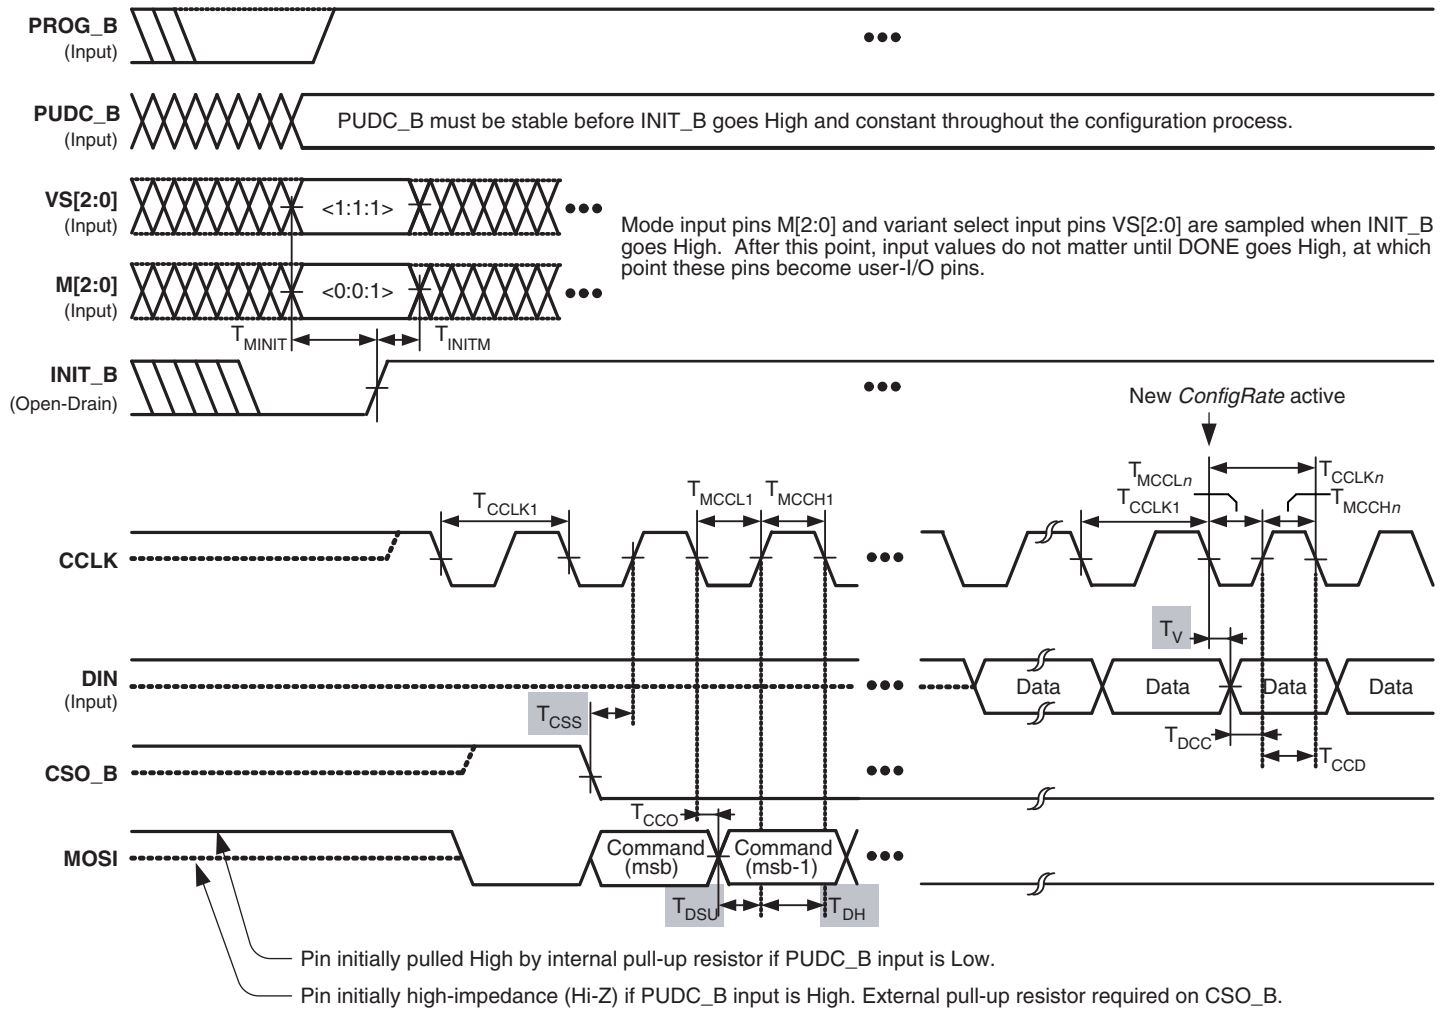 PROG_B
(Input)
PUDC_B
(Input)
PUDC_B must be stable before INIT_B goes High and constant throughout the configuration process.
VS[2:0]
(Input)
<1:1:1>
Mode input pins M[2:0] and variant select input pins VS[2:0] are sampled when INIT_B
goes High. After this point, input values do not matter until DONE goes High, at which
point these pins become user-I/O pins.
M[2:0]
(Input)
<0:0:1>
TMINIT
TINITM
INIT_B
(Open-Drain)
New ConfigRate active
TCCLK1
TMCCL1
TMCCH1
TMCCLn
TCCLKn
TCCLK1
TMCCHn
CCLK
TV
DIN
(Input)
Data
Data
Data
Data
TCSS
TDCC
TCCD
CSO_B
TCCO
MOSI
Command
(msb)
Command
(msb-1)
TDSU
TDH
Pin initially pulled High by internal pull-up resistor if PUDC_B input is Low.
Pin initially high-impedance (Hi-Z) if PUDC_B input is High. External pull-up resistor required on CSO_B.